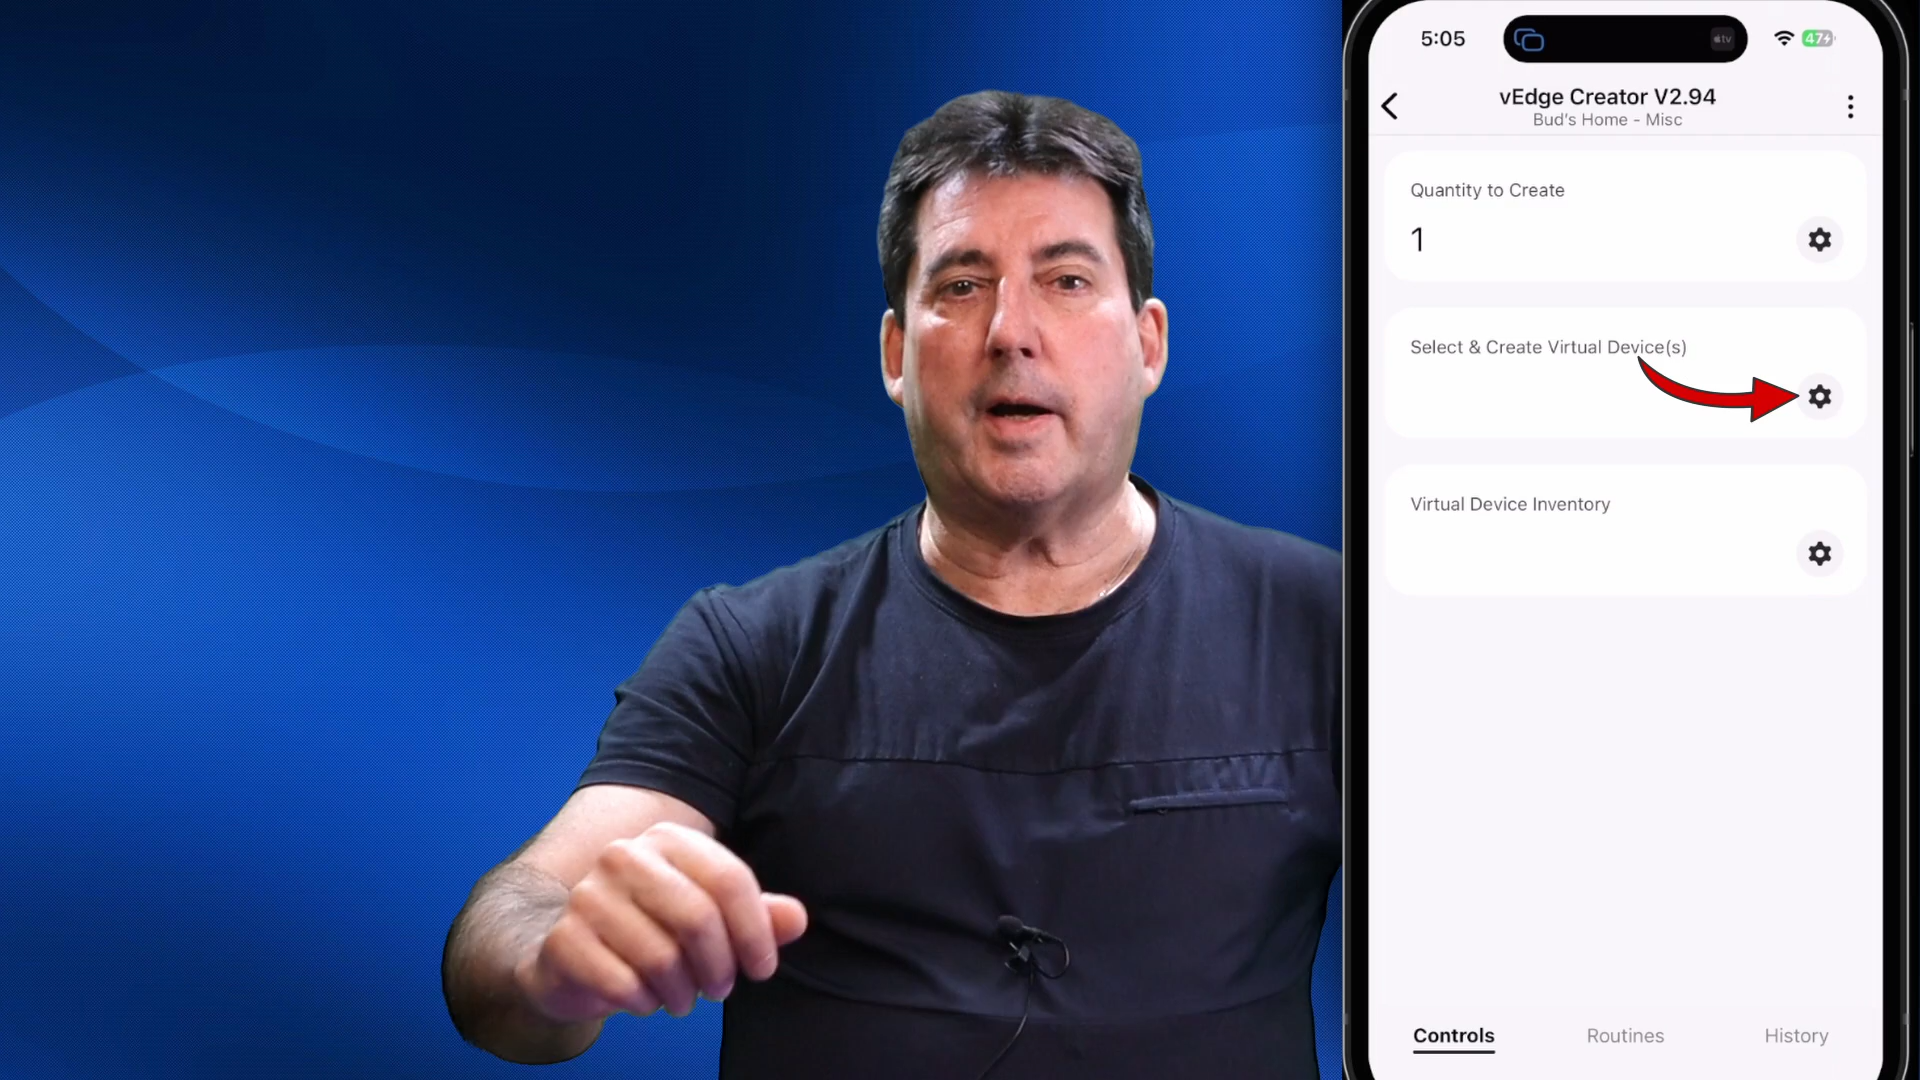 5:05
tv
47
vEdge Creator V2.94
Bud's Home - Misc
Quantity to Create
1
Select & Create Virtual Device(s)
Virtual Device Inventory
Controls
Routines
History